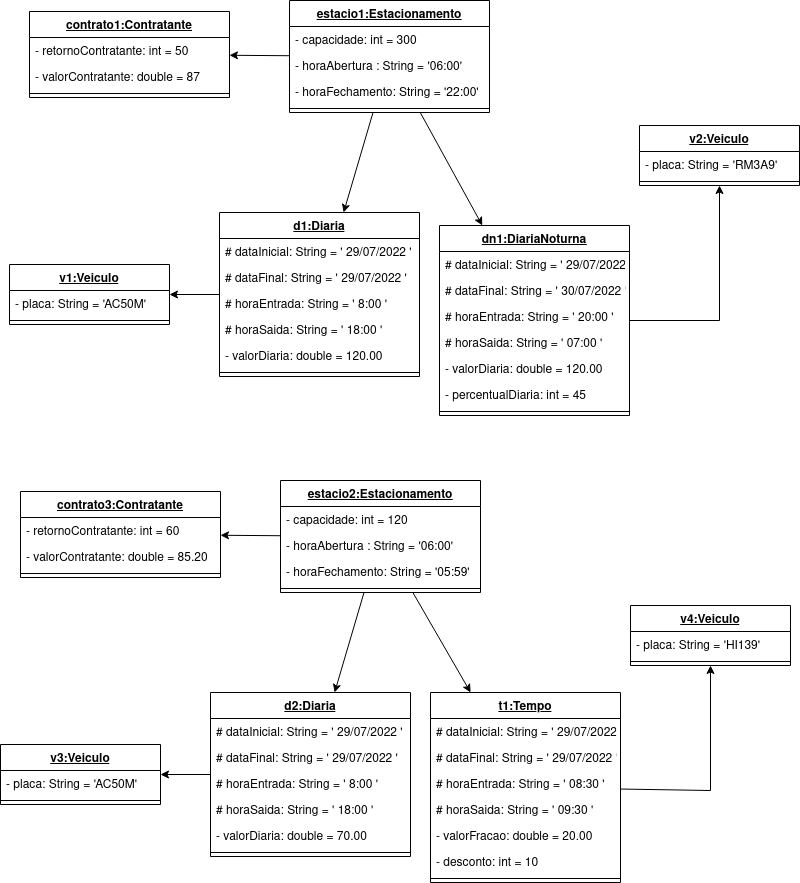 contrato1:Contratante
- retornoContratante: int = 50
- valorContratante: double = 87
estacio1:Estacionamento
- capacidade: int = 300
- horaAbertura : String = '06:00'
- horaFechamento: String = '22:00'
v2:Veiculo
- placa: String = 'RM3A9'
v1:Veiculo
- placa: String = 'AC50M'
d1:Diaria
# dataInicial: String = ' 29/07/2022 '
# dataFinal: String = ' 29/07/2022 '
# horaEntrada: String = ' 8:00 '
# horaSaida: String = ' 18:00 '
- valorDiaria: double = 120.00
dn1:DiariaNoturna
# dataInicial: String = ' 29/07/2022
# dataFinal: String = ' 30/07/2022 '
# horaEntrada: String = ' 20:00 '
# horaSaida: String = ' 07:00 '
- valorDiaria: double = 120.00
- percentualDiaria: int = 45
contrato3:Contratante
- retornoContratante: int = 60
- valorContratante: double = 85.20
estacio2:Estacionamento
- capacidade: int = 120
- horaAbertura : String = '06:00'
- horaFechamento: String = '05:59'
v4:Veiculo
- placa: String = 'HI139'
v3:Veiculo
- placa: String = 'AC50M'
d2:Diaria
# dataInicial: String = ' 29/07/2022 '
# dataFinal: String = ' 29/07/2022 '
# horaEntrada: String = ' 8:00 '
# horaSaida: String = ' 18:00 '
- valorDiaria: double = 70.00
t1:Tempo
# dataInicial: String = ' 29/07/2022
# dataFinal: String = ' 29/07/2022 '
# horaEntrada: String = ' 08:30 '
# horaSaida: String = ' 09:30 '
- valorFracao: double = 20.00
- desconto: int = 10